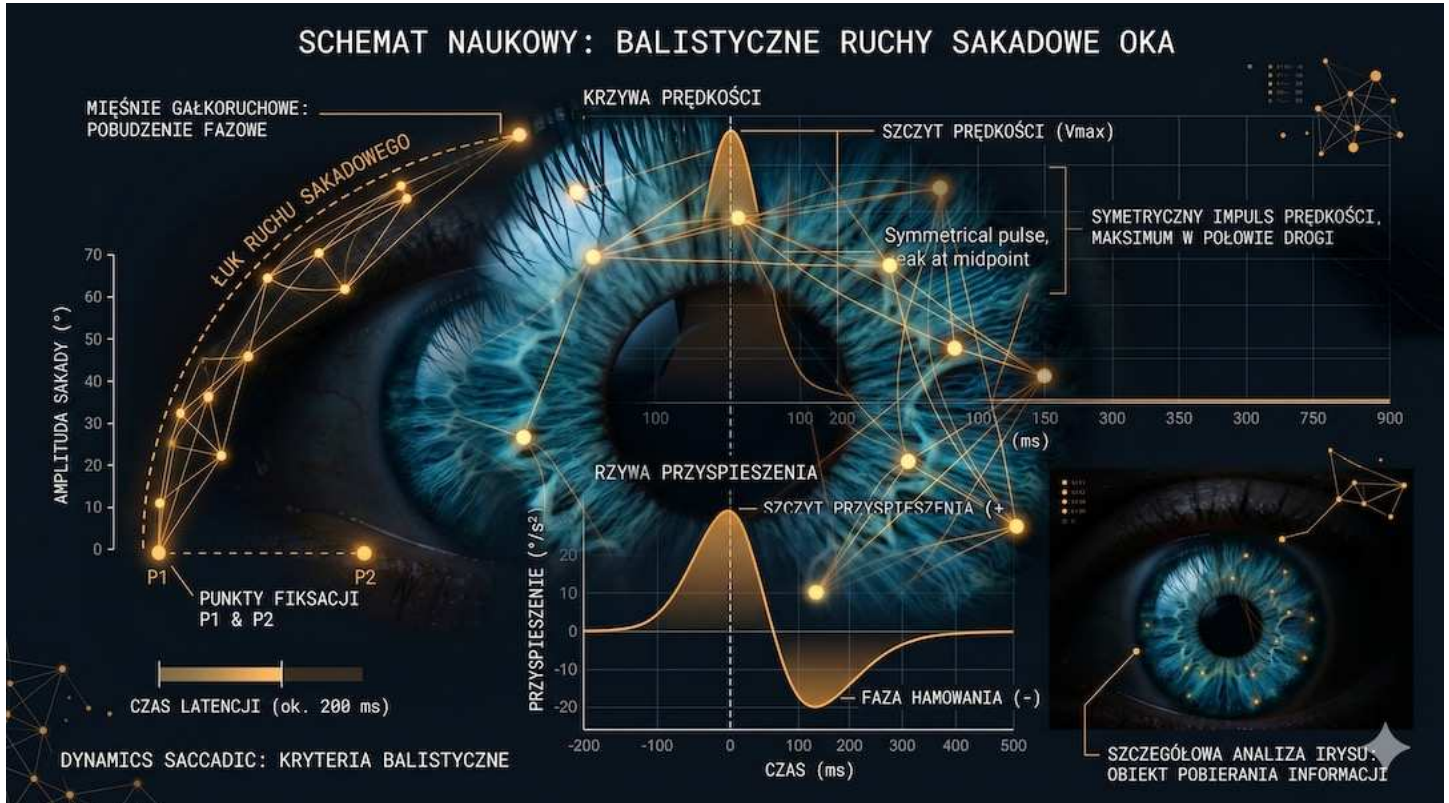 SCHEMAT NAUKOWY: BALISTYCZNE RUCHY SAKADOWE OKA
MIĘŚNIE GAŁKORUCHOWE:
POBUDZENIE FAZOWE
ŁUK RUCHU SAKADOWEGO
KRZYWA PRĘDKOŚCI
SZCZYT PRĘDKOŚCI (Vmax)
SYMETRYCZNY IMPULS PRĘDKOŚCI,
MAKSIMUM W POŁOWIE DROGI
Symmetrical pulse,
eak at midpoint
AMPLITUDA SAKADY (°)
70
60
50
40
30
20
10
0
P1
P2
PUNKTY FIKSACJI
P1 & P2
CZAS LATENCJI (ok. 200 ms)
DYNAMICS SACCADIC: KRYTERIA BALISTYCZNE
100 100 200 100 150 300 350 300 750 900
(ms)
RZYWA PRZYSPIESZENIA
SZCZYT PRZYSPIESZENIA (+
PRZYSPIESZENIE (°/s²)
20
10
0
-10
-20
FAZA HAMOWANIA (-)
-200 -100 0 100 200 300 400 500
CZAS (ms)
SZCZEGÓŁOWA ANALIZA IRYSU:
OBIEKT POBIERANIA INFORMACJI